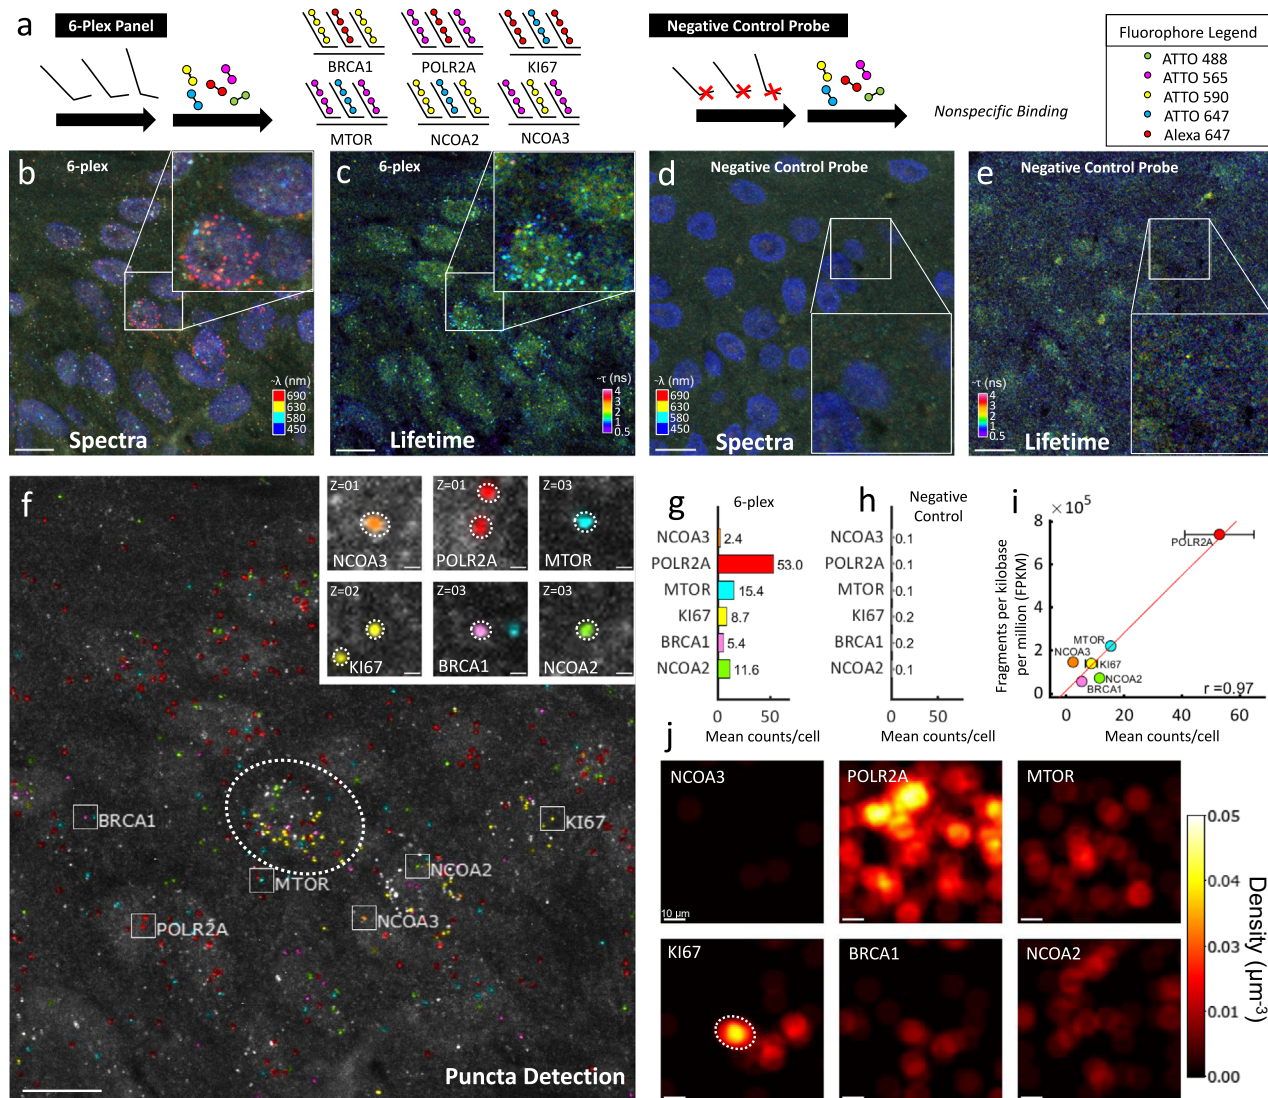 a
6-Plex Panel
BRCA1
POLR2A
KI67
MTOR
NCOA2
NCOA3
Negative Control Probe
Nonspecific Binding
Fluorophore Legend
ATTO 488
ATTO 565
ATTO 590
ATTO 647
Alexa 647
b
6-plex
~λ (nm)
690
630
580
450
Spectra
c
6-plex
~τ (ns)
4
3
2
1
0.5
Lifetime
d
Negative Control Probe
~λ (nm)
690
630
580
450
Spectra
e
Negative Control Probe
~τ (ns)
4
3
2
1
0.5
Lifetime
f
Z=01
NCOA3
Z=01
POLR2A
Z=03
MTOR
Z=02
KI67
Z=03
BRCA1
Z=03
NCOA2
BRCA1
KI67
MTOR
NCOA2
NCOA3
POLR2A
Puncta Detection
g
6-plex
NCOA3 2.4
POLR2A 53.0
MTOR 15.4
KI67 8.7
BRCA1 5.4
NCOA2 11.6
0 50
Mean counts/cell
h
Negative
Control
NCOA3 0.1
POLR2A 0.1
MTOR 0.1
KI67 0.2
BRCA1 0.2
NCOA2 0.1
0 50
Mean counts/cell
i
×10⁵
8
6
4
2
0
Fragments per kilobase
per million (FPKM)
POLR2A
MTOR
NCOA3
KI67
NCOA2
BRCA1
r =0.97
0 20 40 60
Mean counts/cell
j
NCOA3
10 µm
POLR2A
MTOR
KI67
BRCA1
NCOA2
0.05
0.04
0.03
0.01
0.00
Density (µm⁻³)